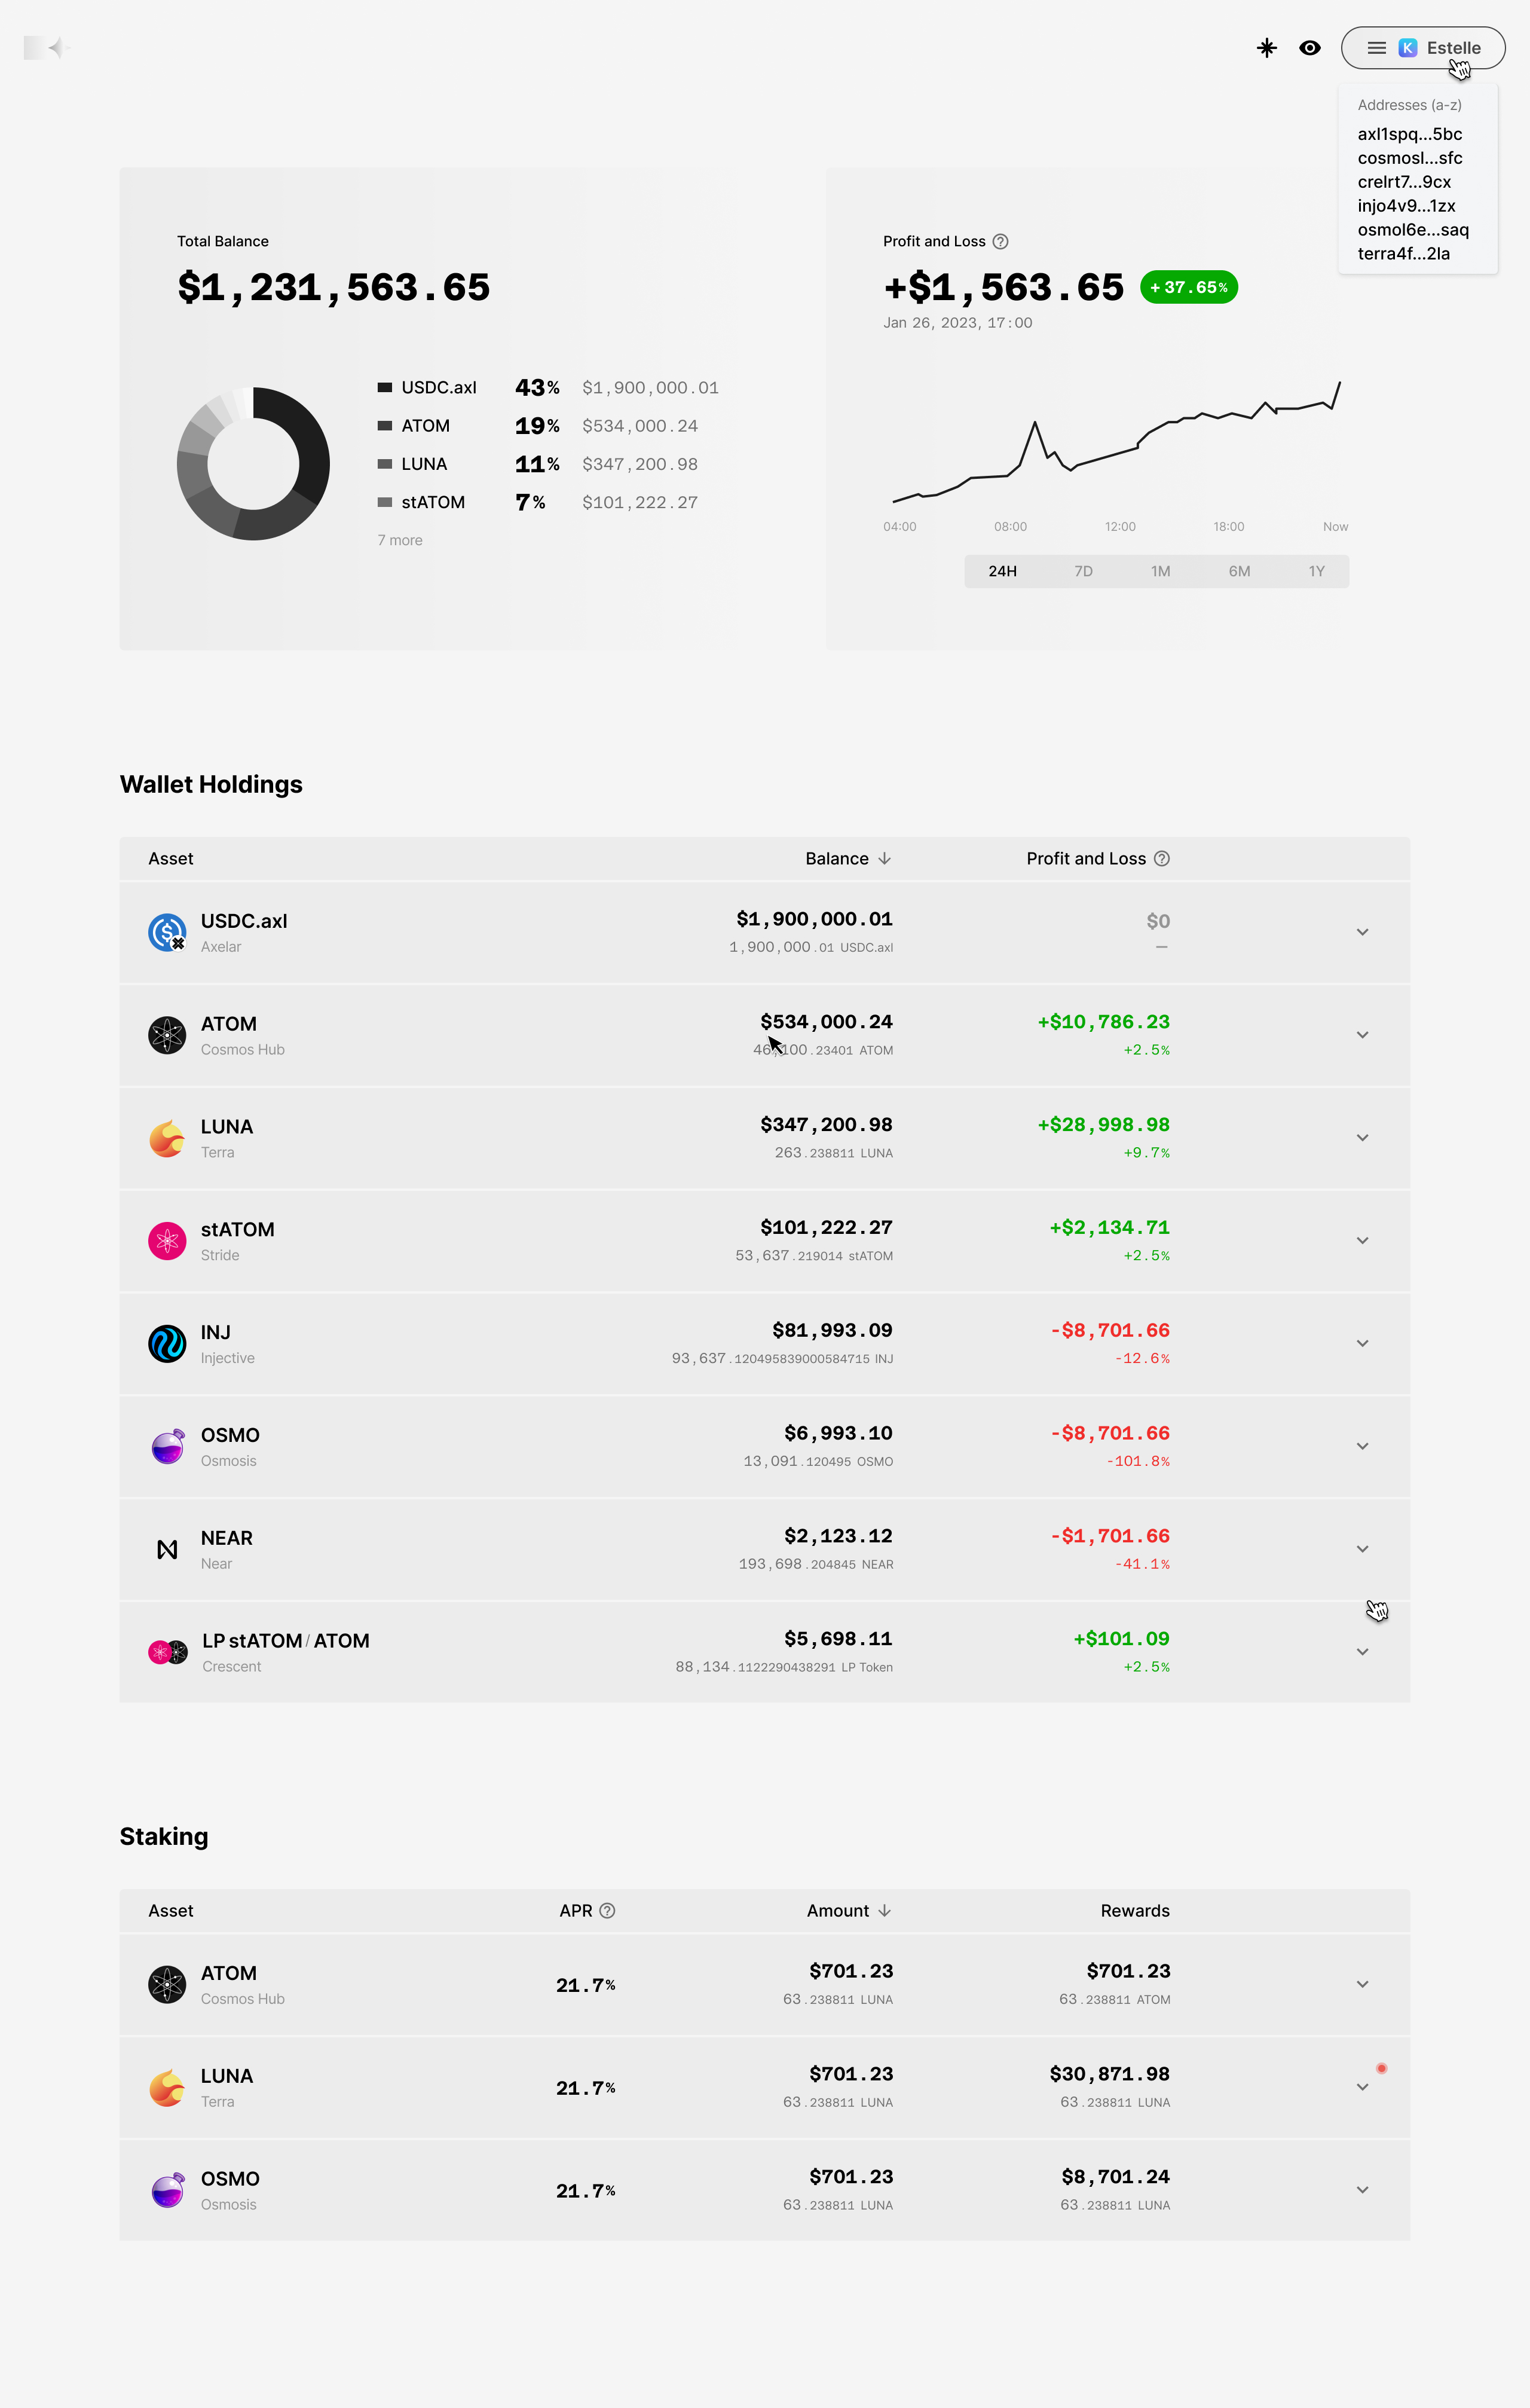 K Estelle
Addresses (a-z)
axl1spq...5bc
cosmosl...sfc
crelrt7...9cx
injo4v9...1zx
osmol6e...saq
terra4f...2la
Total Balance
$1,231,563.65
USDC.axl 43% $1,900,000.01
ATOM 19% $534,000.24
LUNA 11% $347,200.98
stATOM 7% $101,222.27
7 more
Profit and Loss ?
+$1,563.65 +37.65%
Jan 26, 2023, 17:00
04:00 08:00 12:00 18:00 Now
24H 7D 1M 6M 1Y
Wallet Holdings
Asset Balance ↓ Profit and Loss ?
USDC.axl $1,900,000.01 $0
Axelar 1,900,000.01 USDC.axl —
ATOM $534,000.24 +$10,786.23
Cosmos Hub 46,100.23401 ATOM +2.5%
LUNA $347,200.98 +$28,998.98
Terra 263.238811 LUNA +9.7%
stATOM $101,222.27 +$2,134.71
Stride 53,637.219014 stATOM +2.5%
INJ $81,993.09 -$8,701.66
Injective 93,637.120495839000584715 INJ -12.6%
OSMO $6,993.10 -$8,701.66
Osmosis 13,091.120495 OSMO -101.8%
NEAR $2,123.12 -$1,701.66
Near 193,698.204845 NEAR -41.1%
LP stATOM / ATOM $5,698.11 +$101.09
Crescent 88,134.1122290438291 LP Token +2.5%
Staking
Asset APR ? Amount ↓ Rewards
ATOM 21.7% $701.23 $701.23
Cosmos Hub 63.238811 LUNA 63.238811 ATOM
LUNA 21.7% $701.23 $30,871.98
Terra 63.238811 LUNA 63.238811 LUNA
OSMO 21.7% $701.23 $8,701.24
Osmosis 63.238811 LUNA 63.238811 LUNA